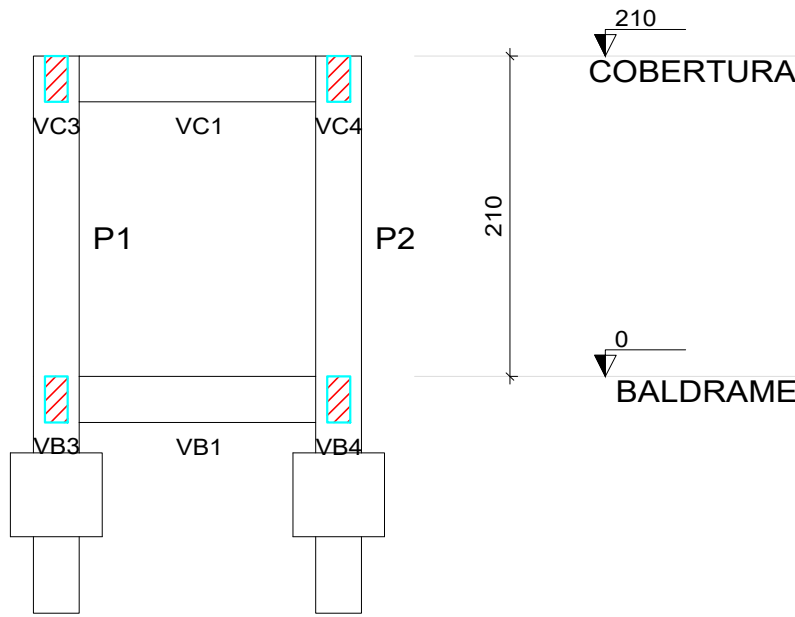 210
COBERTURA
VC3 VC1 VC4
P1 P2
210
0
BALDRAME
VB3 VB1 VB4